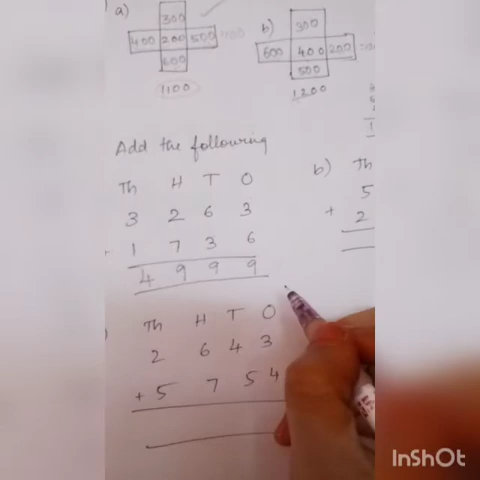 a)
300
400 200 500
600
1100
b)
300
600 400 200
500
1200
Add the following
Th H T O
3 2 6 3
+ 1 7 3 6
4 9 9 9
b) Th
5
+ 2
Th H T O
2 6 4 3
+ 5 7 5 4
InShOt